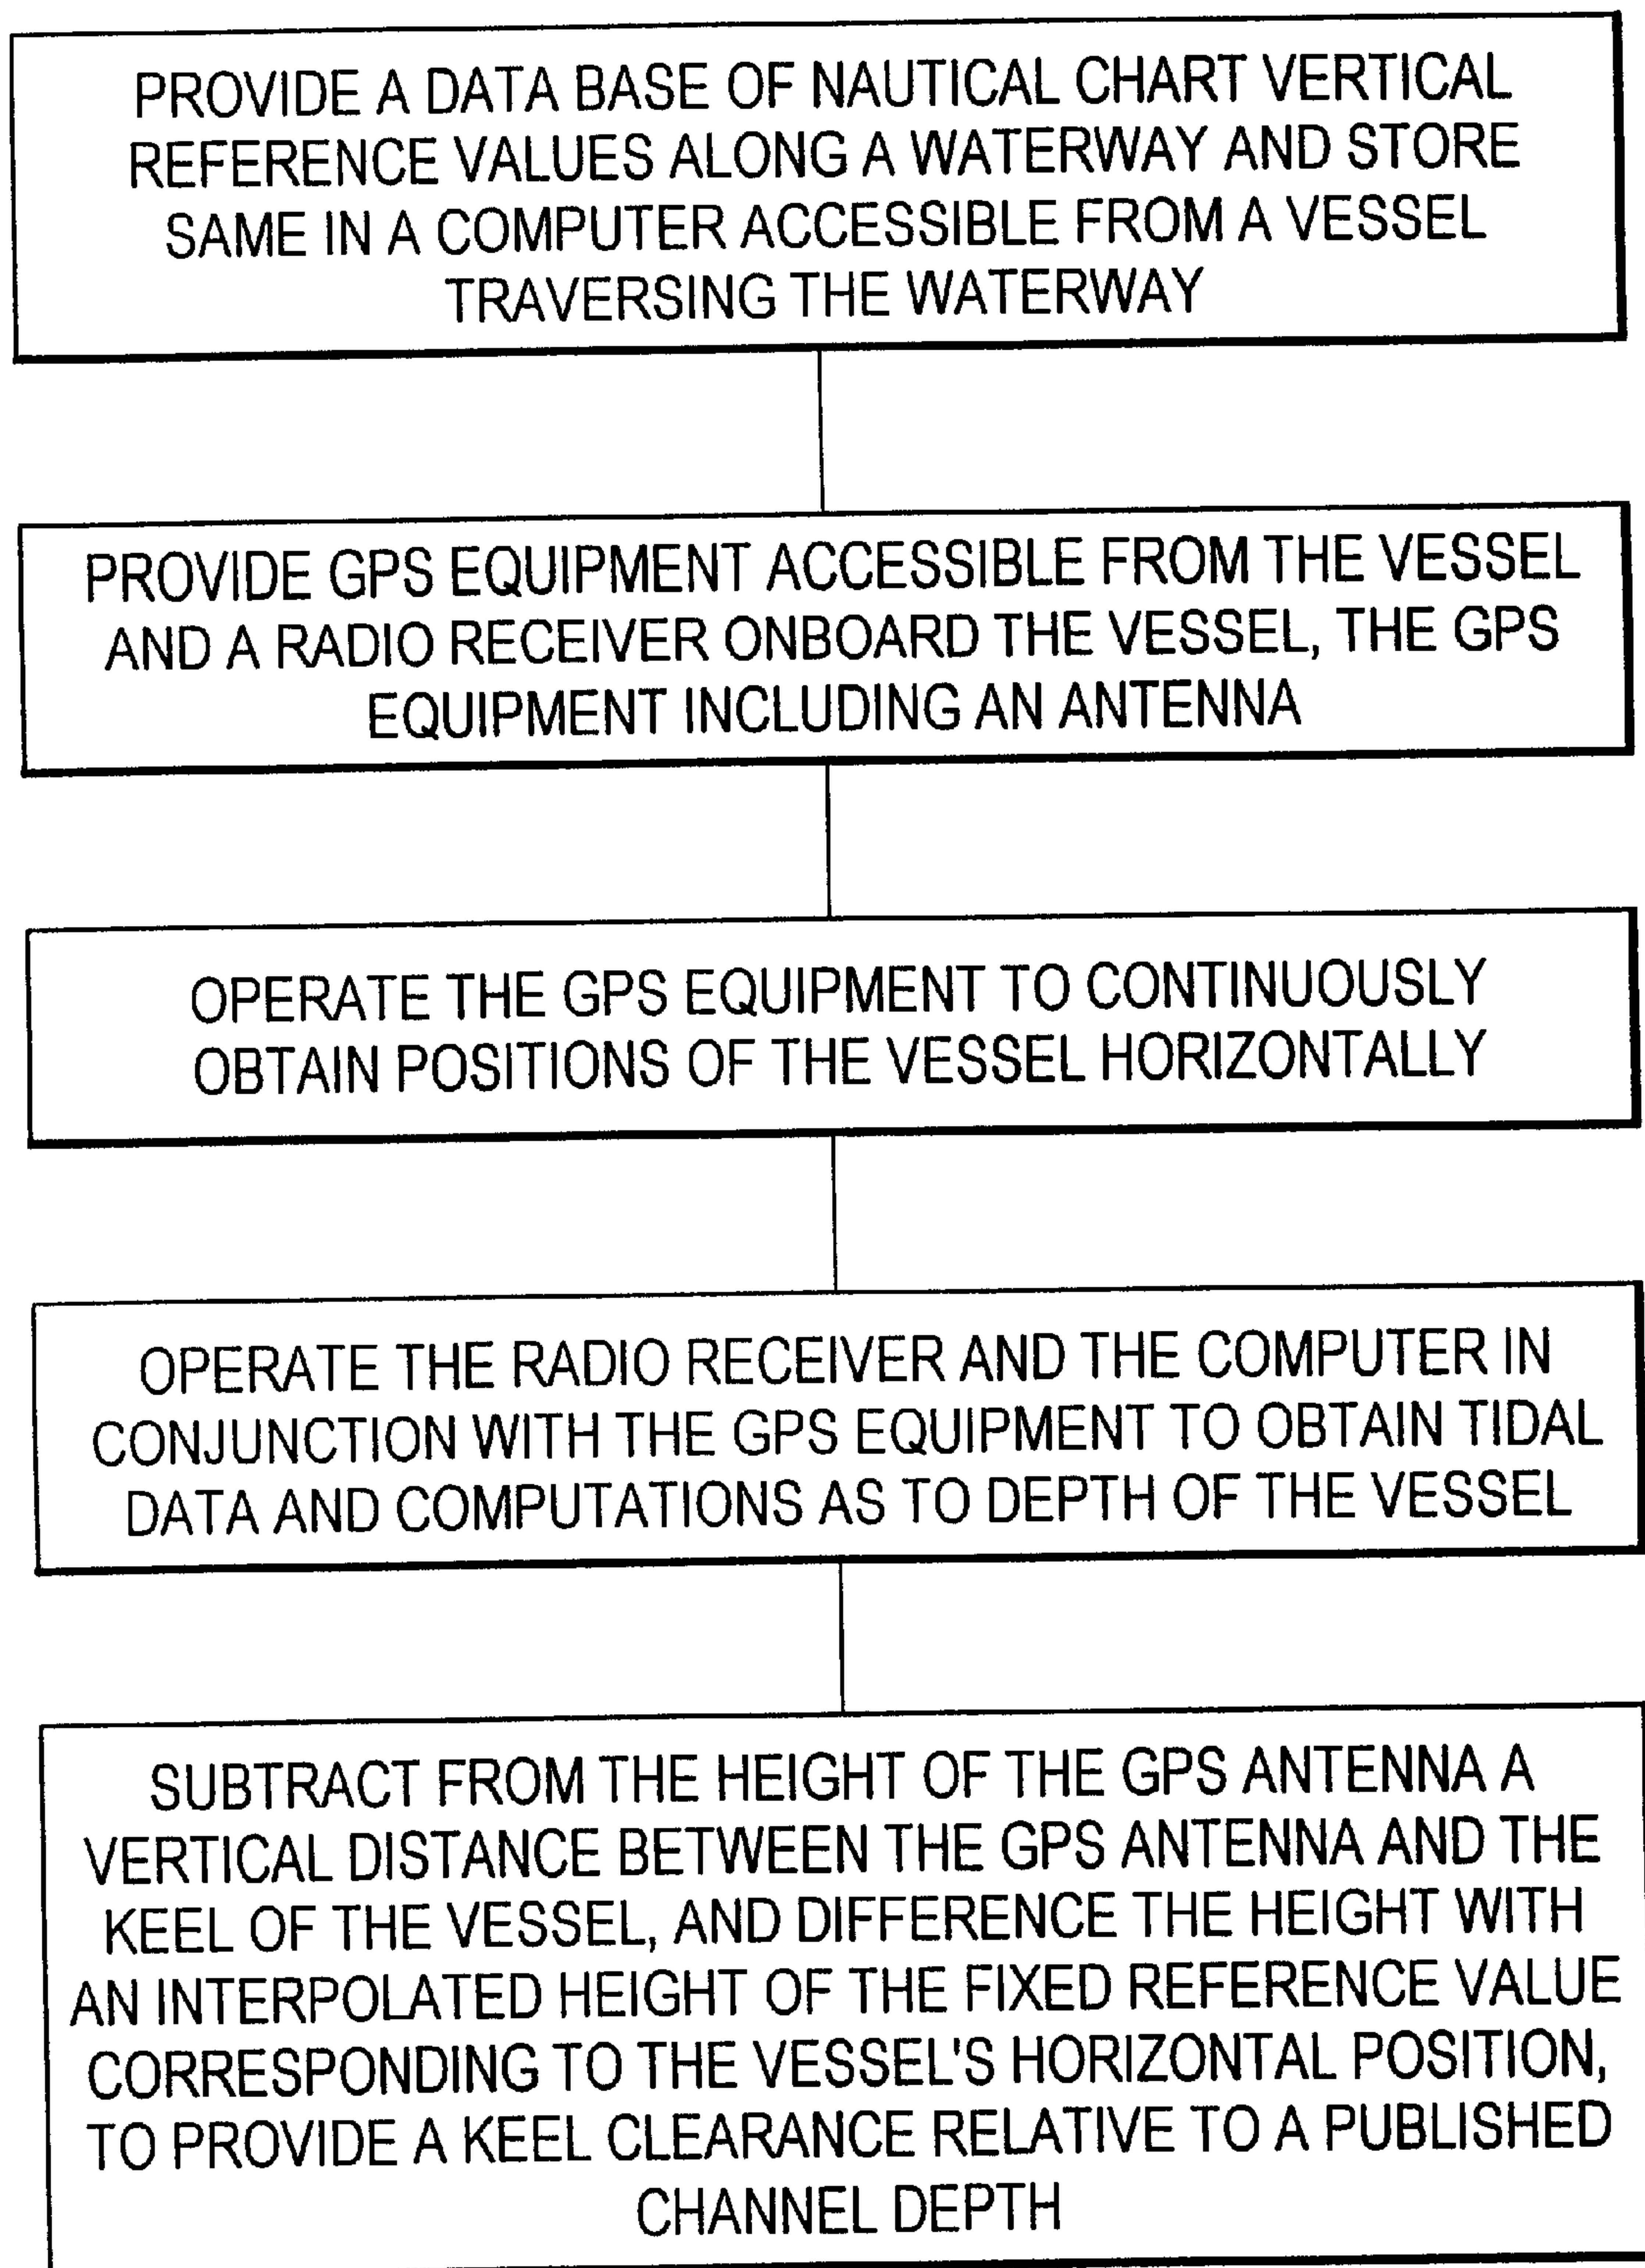 PROVIDE A DATA BASE OF NAUTICAL CHART VERTICAL
REFERENCE VALUES ALONG A WATERWAY AND STORE
SAME IN A COMPUTER ACCESSIBLE FROM A VESSEL
TRAVERSING THE WATERWAY
PROVIDE GPS EQUIPMENT ACCESSIBLE FROM THE VESSEL
AND A RADIO RECEIVER ONBOARD THE VESSEL, THE GPS
EQUIPMENT INCLUDING AN ANTENNA
OPERATE THE GPS EQUIPMENT TO CONTINUOUSLY
OBTAIN POSITIONS OF THE VESSEL HORIZONTALLY
OPERATE THE RADIO RECEIVER AND THE COMPUTER IN
CONJUNCTION WITH THE GPS EQUIPMENT TO OBTAIN TIDAL
DATA AND COMPUTATIONS AS TO DEPTH OF THE VESSEL
SUBTRACT FROM THE HEIGHT OF THE GPS ANTENNA A
VERTICAL DISTANCE BETWEEN THE GPS ANTENNA AND THE
KEEL OF THE VESSEL, AND DIFFERENCE THE HEIGHT WITH
AN INTERPOLATED HEIGHT OF THE FIXED REFERENCE VALUE
CORRESPONDING TO THE VESSEL'S HORIZONTAL POSITION,
TO PROVIDE A KEEL CLEARANCE RELATIVE TO A PUBLISHED
CHANNEL DEPTH